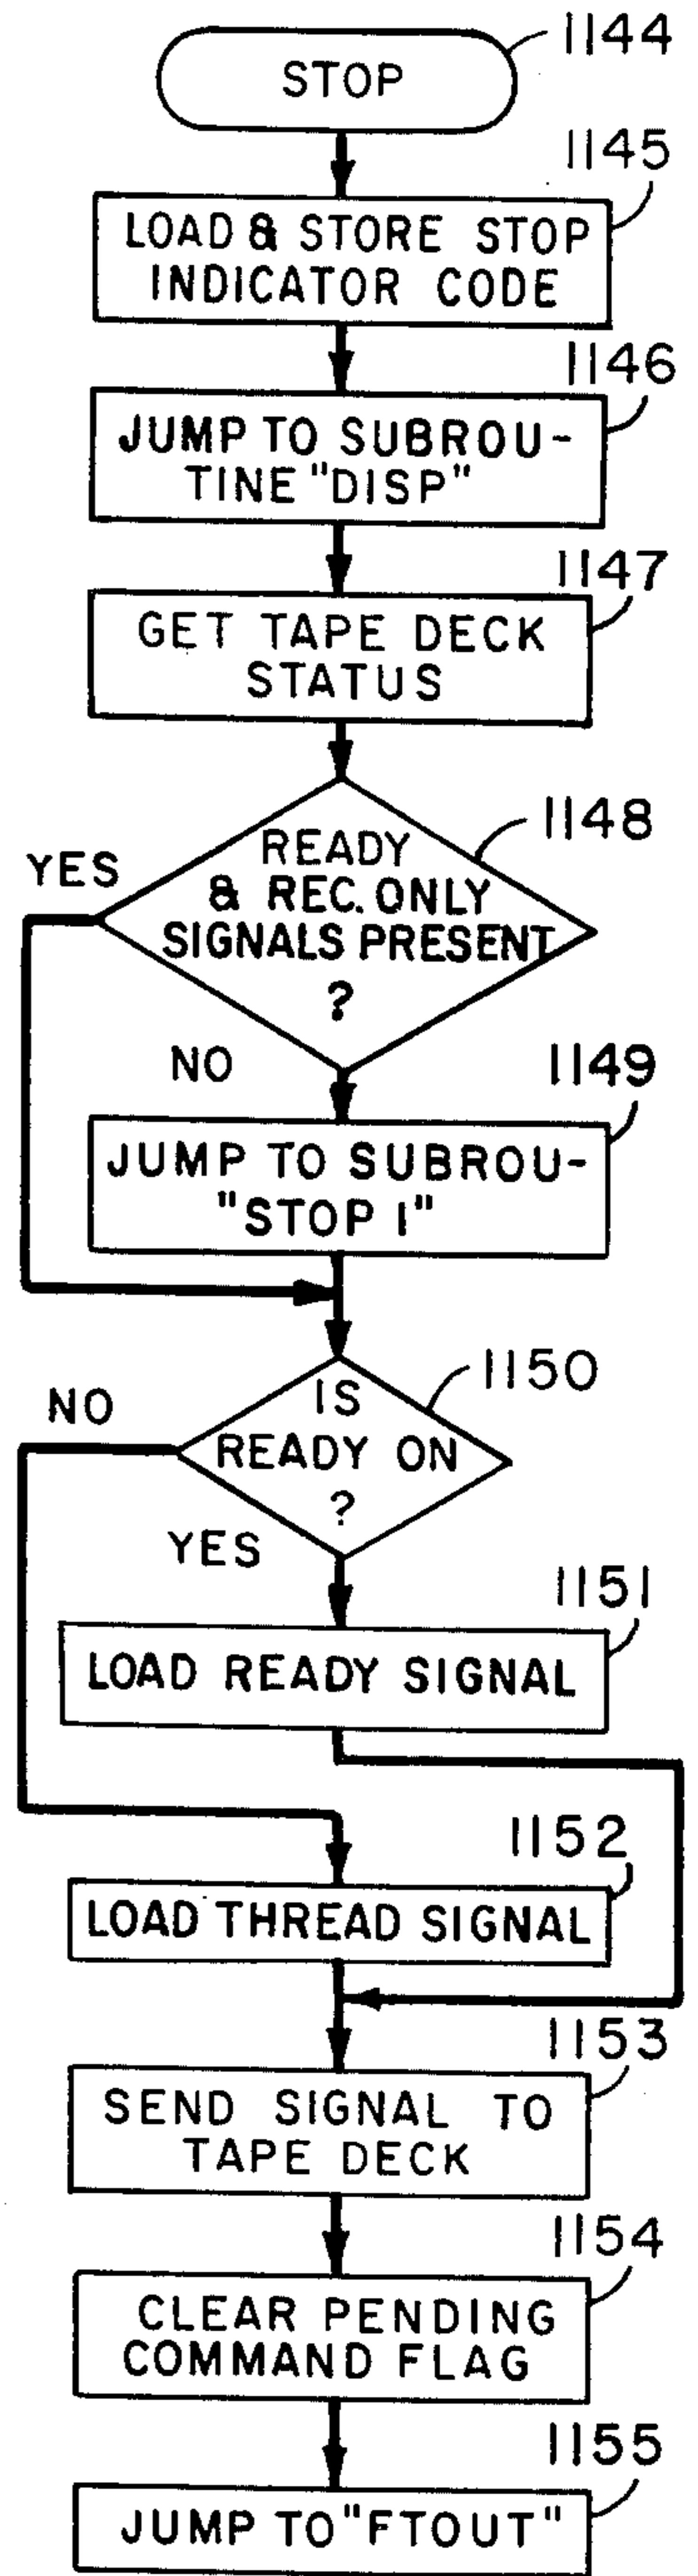 1144
STOP
1145
LOAD & STORE STOP
INDICATOR CODE
1146
JUMP TO SUBROU-
TINE "DISP"
1147
GET TAPE DECK
STATUS
1148
YES
READY
& REC. ONLY
SIGNALS PRESENT
?
NO
1149
JUMP TO SUBROU-
"STOP 1"
1150
NO
IS
READY ON
?
YES
1151
LOAD READY SIGNAL
1152
LOAD THREAD SIGNAL
1153
SEND SIGNAL TO
TAPE DECK
1154
CLEAR PENDING
COMMAND FLAG
1155
JUMP TO "FTOUT"